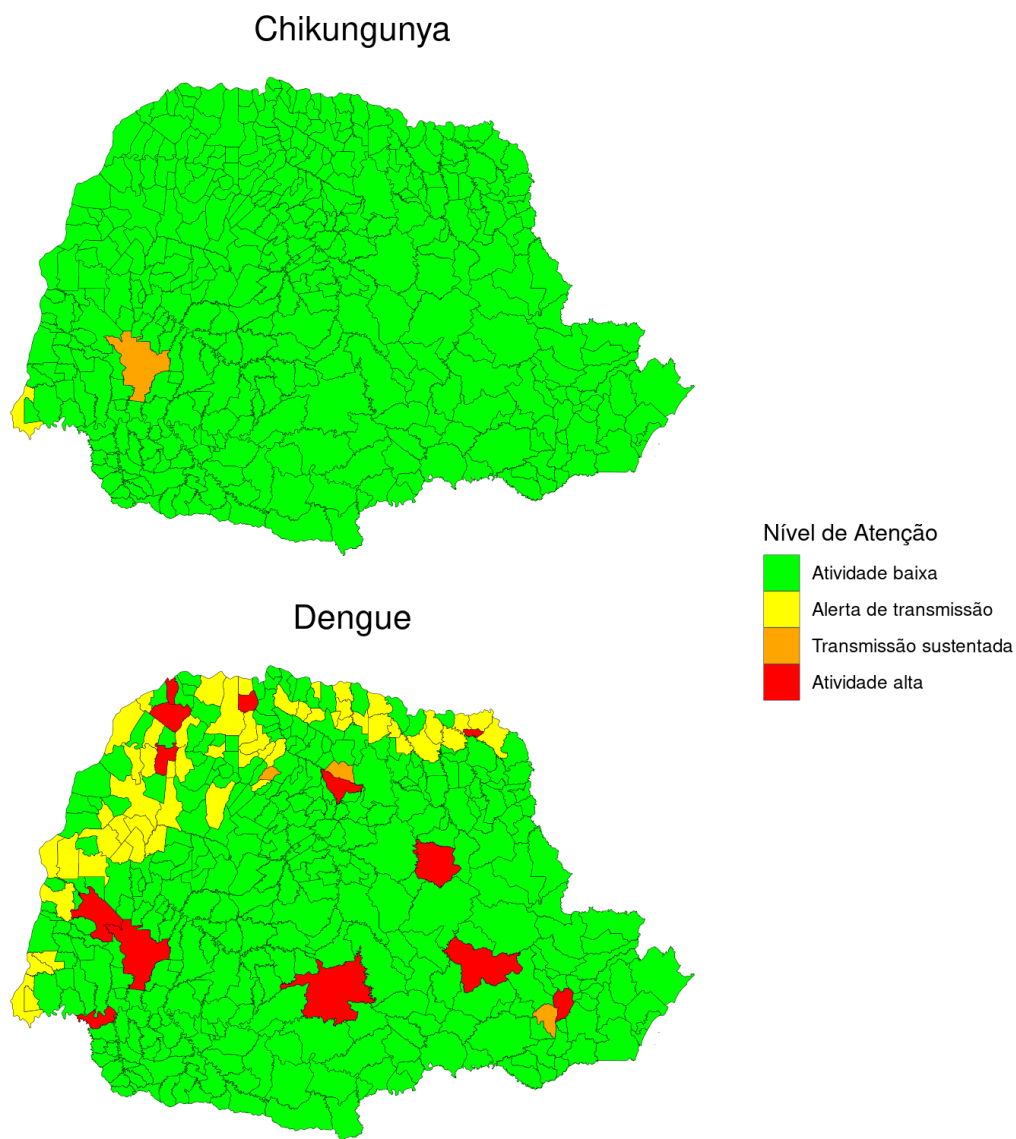 Chikungunya
Nível de Atenção
Atividade baixa
Alerta de transmissão
Transmissão sustentada
Atividade alta
Dengue